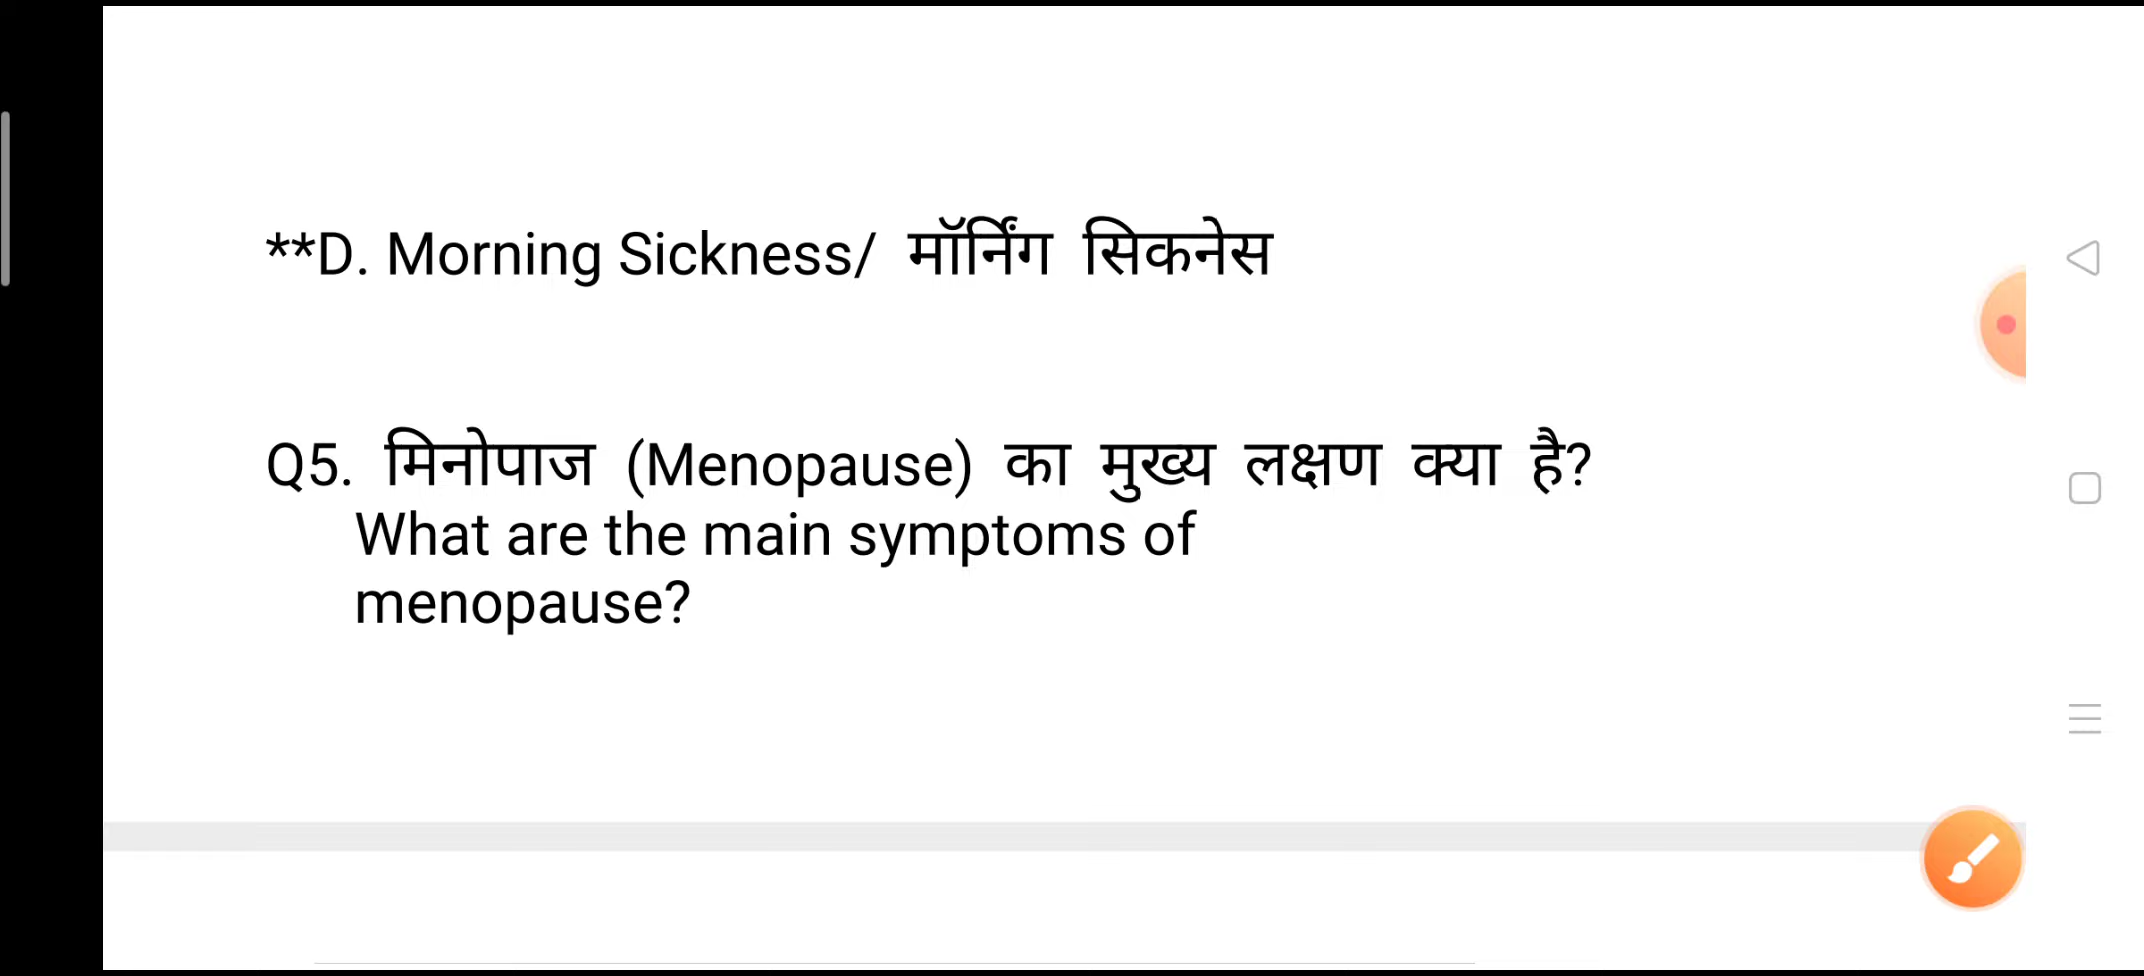 **D. Morning Sickness/ मॉर्निंग सिकनेस
Q5. मिनोपाज (Menopause) का मुख्य लक्षण क्या है?
What are the main symptoms of
menopause?